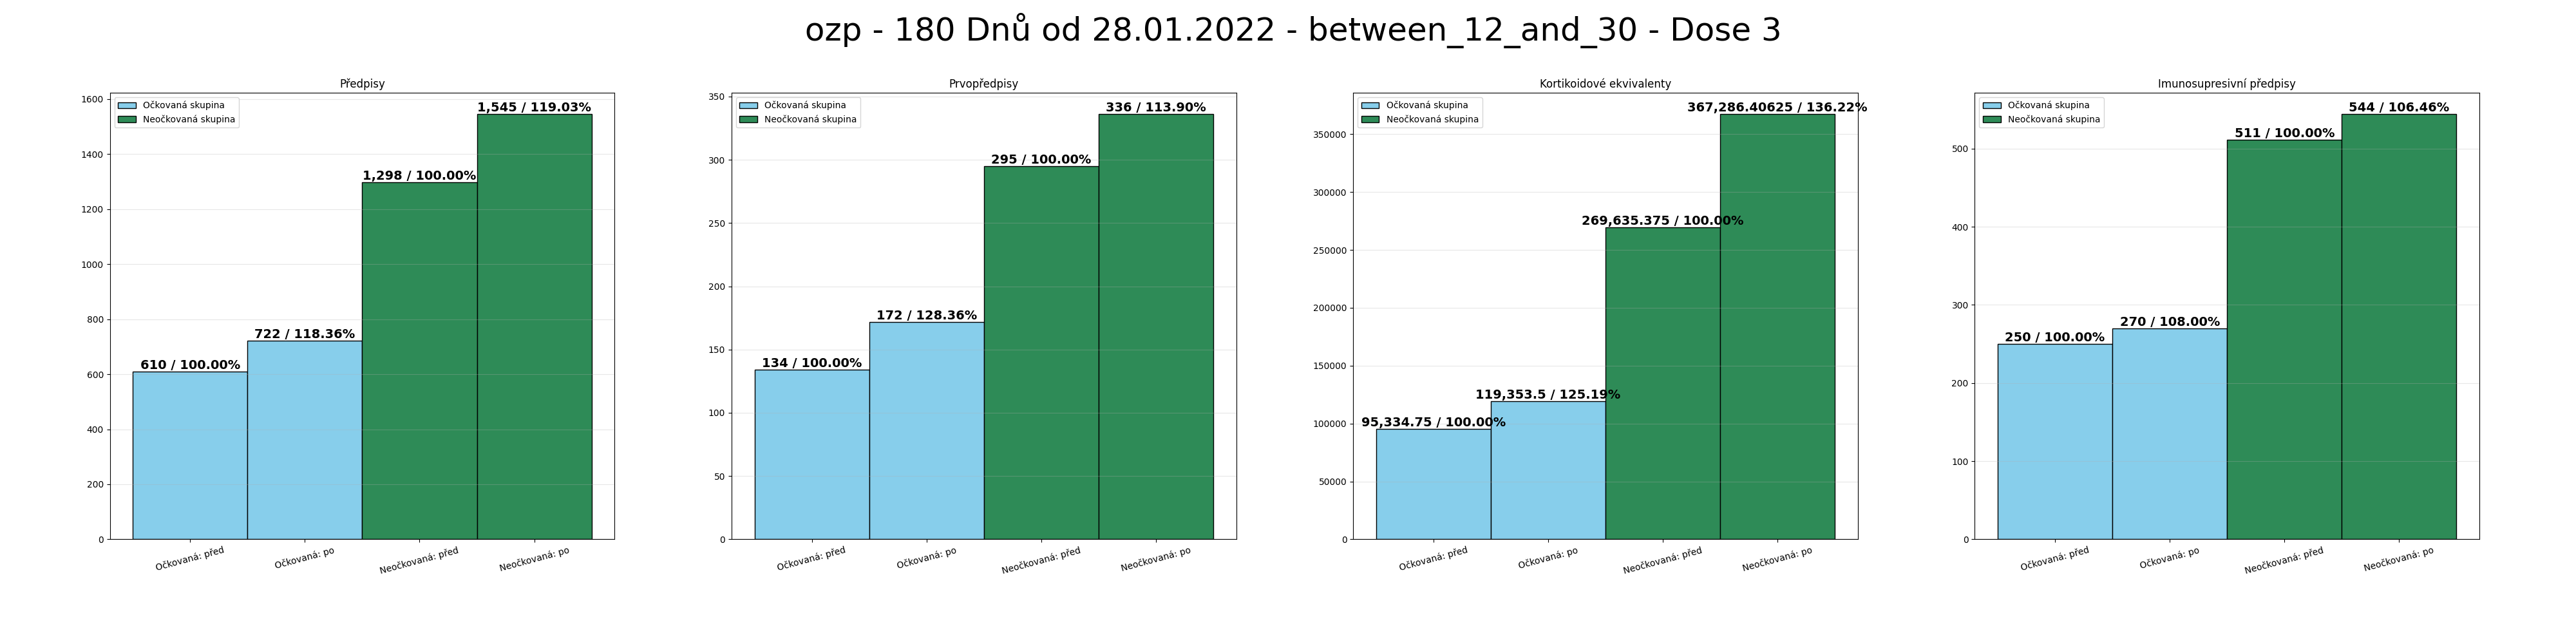 ozp - 180 Dnů od 28.01.2022 - between_12_and_30 - Dose 3
Předpisy
Očkovaná skupina
Neočkovaná skupina
1600
1400
1200
1000
800
600
400
200
0
610 / 100.00%
722 / 118.36%
1,298 / 100.00%
1,545 / 119.03%
Očkovaná: před
Očkovaná: po
Neočkovaná: před
Neočkovaná: po
Prvopředpisy
Očkovaná skupina
Neočkovaná skupina
350
300
250
200
150
100
50
0
134 / 100.00%
172 / 128.36%
295 / 100.00%
336 / 113.90%
Očkovaná: před
Očkovaná: po
Neočkovaná: před
Neočkovaná: po
Kortikoidové ekvivalenty
Očkovaná skupina
Neočkovaná skupina
350000
300000
250000
200000
150000
100000
50000
0
95,334.75 / 100.00%
119,353.5 / 125.19%
269,635.375 / 100.00%
367,286.40625 / 136.22%
Očkovaná: před
Očkovaná: po
Neočkovaná: před
Neočkovaná: po
Imunosupresivní předpisy
Očkovaná skupina
Neočkovaná skupina
500
400
300
200
100
0
250 / 100.00%
270 / 108.00%
511 / 100.00%
544 / 106.46%
Očkovaná: před
Očkovaná: po
Neočkovaná: před
Neočkovaná: po